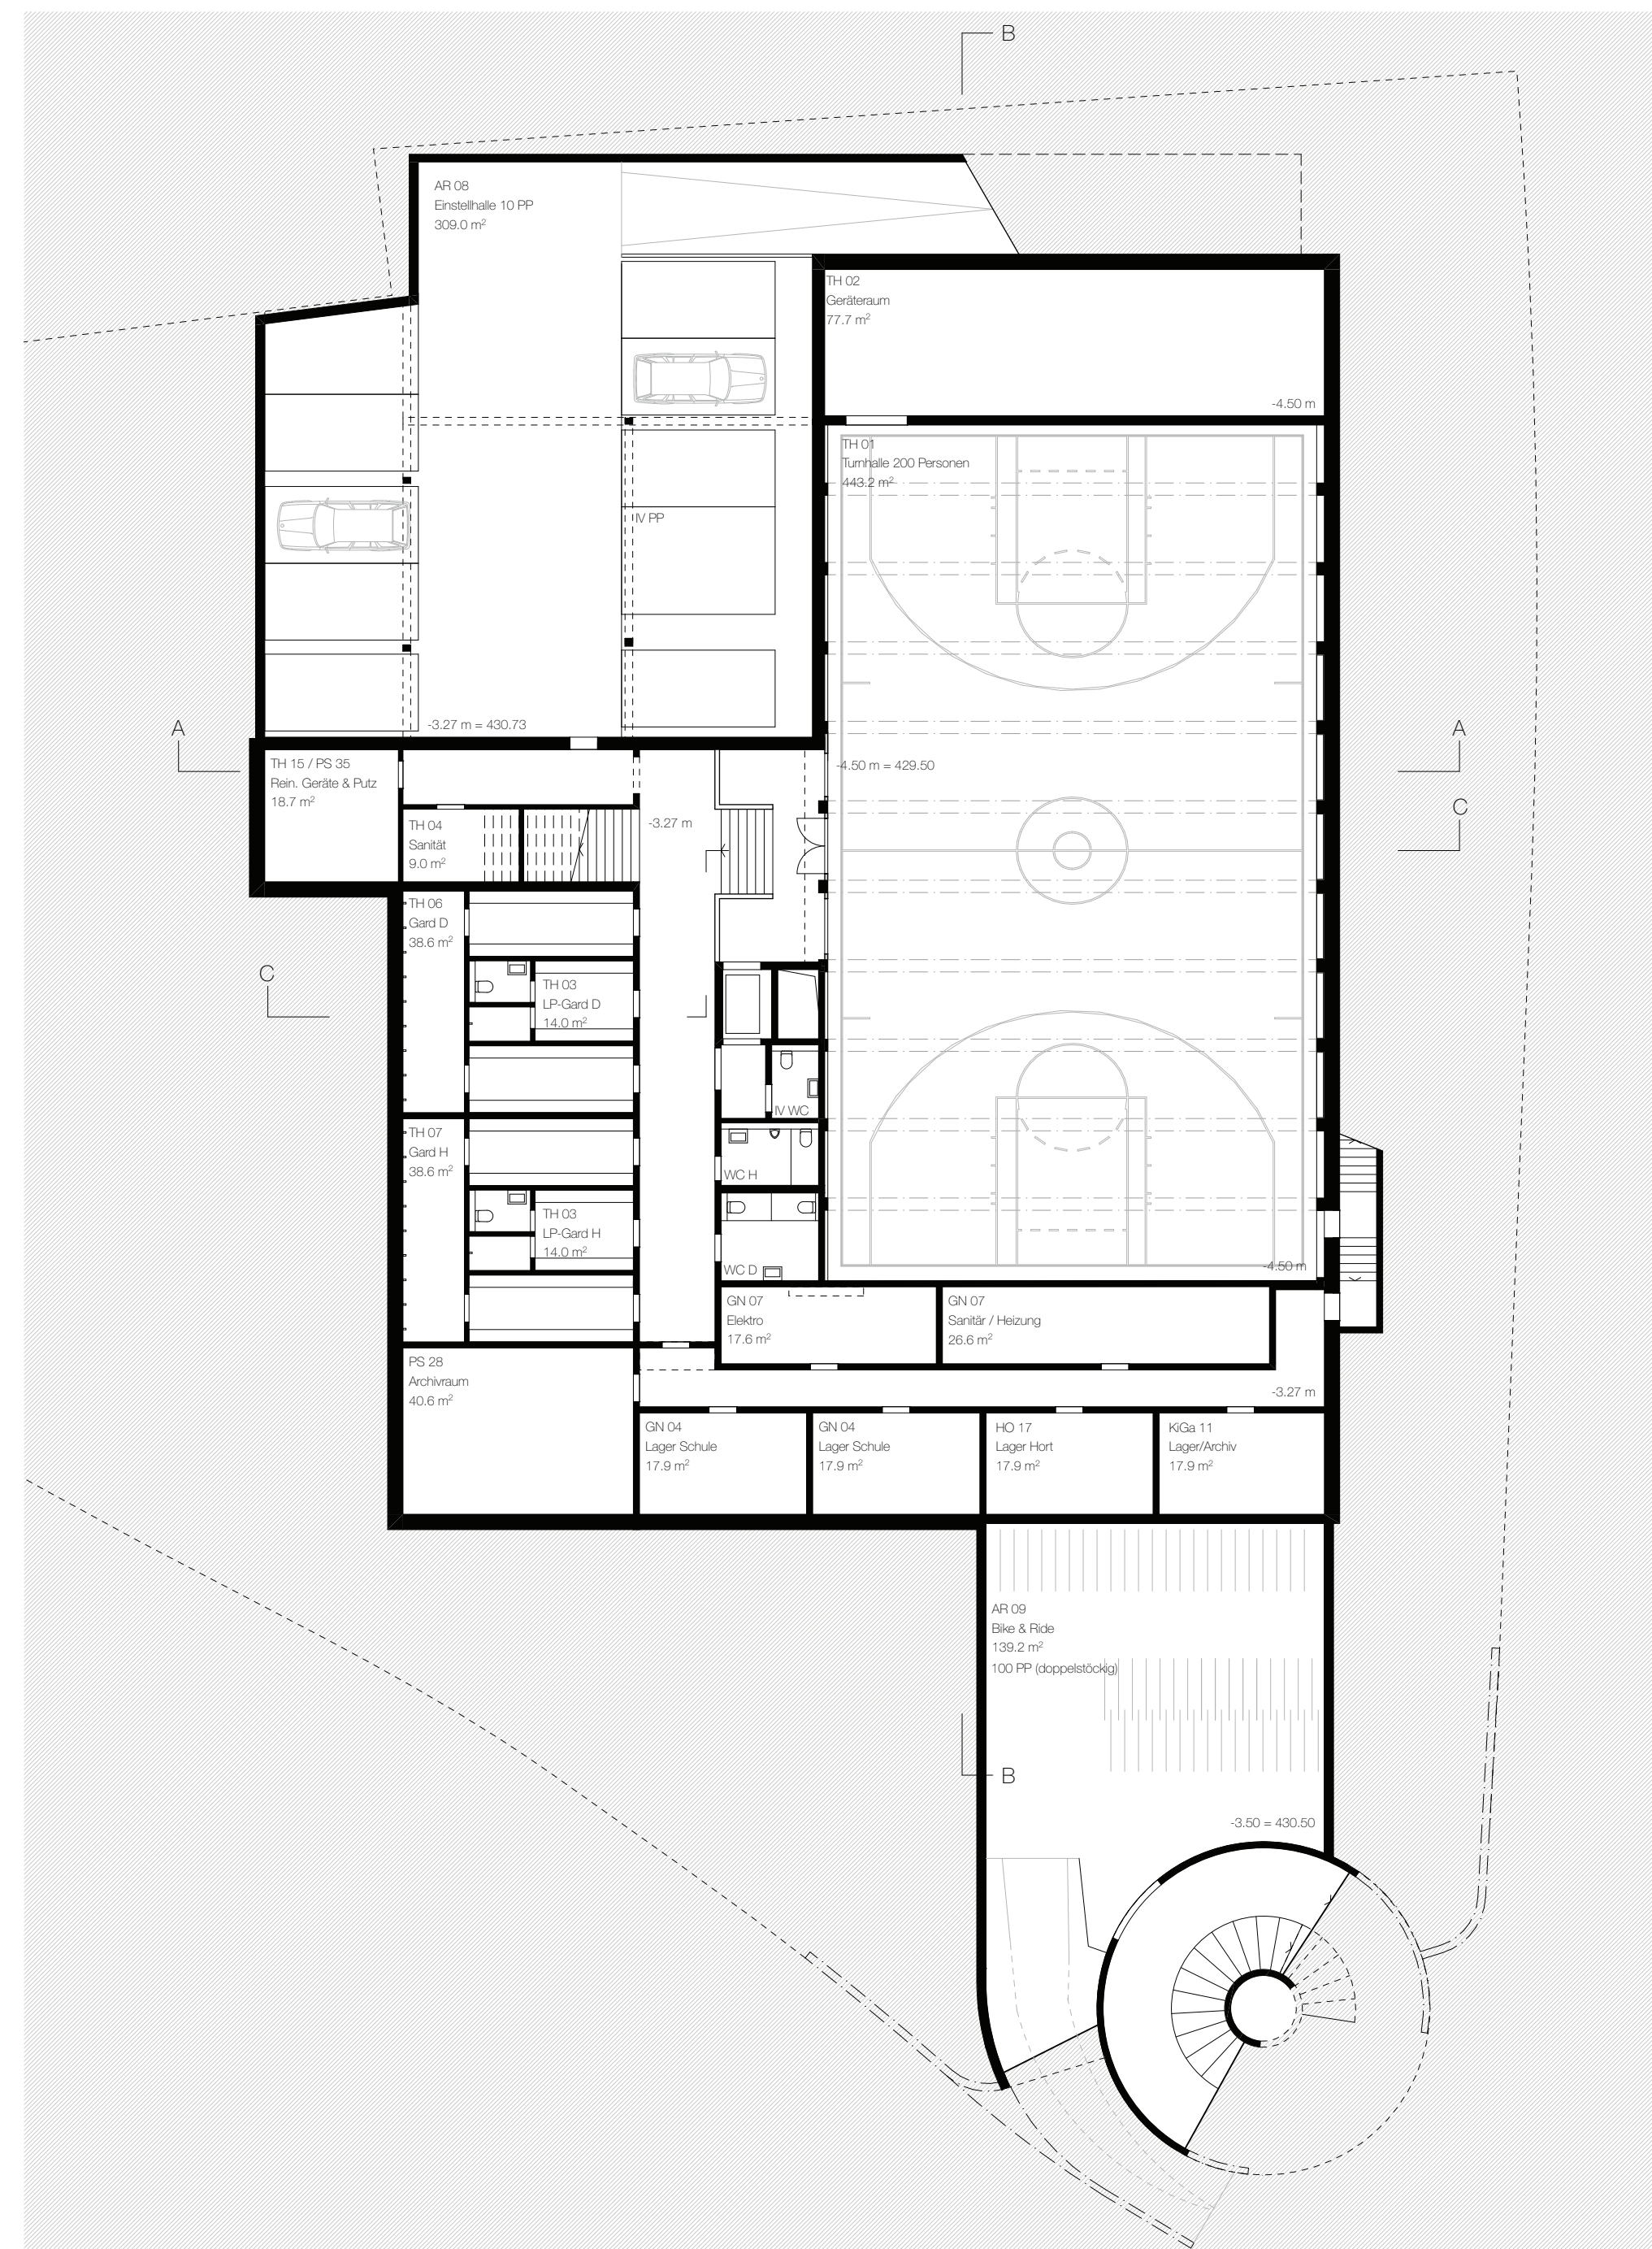 B
AR 08
Einstellhalle 10 PP
309.0 m²
TH 02
Geräteraum
77.7 m²
-4.50 m
TH 01
Turnhalle 200 Personen
443.2 m²
IV PP
-3.27 m = 430.73
A
A
TH 15 / PS 35
Rein. Geräte & Putz
18.7 m²
-4.50 m = 429.50
C
TH 04
Sanität
9.0 m²
-3.27 m
TH 06
Gard D
38.6 m²
C
TH 03
LP-Gard D
14.0 m²
IV WC
TH 07
Gard H
38.6 m²
WC H
TH 03
LP-Gard H
14.0 m²
WC D
-4.50 m
GN 07
Elektro
17.6 m²
GN 07
Sanitär / Heizung
26.6 m²
PS 28
Archivraum
40.6 m²
-3.27 m
GN 04
Lager Schule
17.9 m²
GN 04
Lager Schule
17.9 m²
HO 17
Lager Hort
17.9 m²
KiGa 11
Lager/Archiv
17.9 m²
AR 09
Bike & Ride
139.2 m²
100 PP (doppelstöckig)
B
-3.50 = 430.50